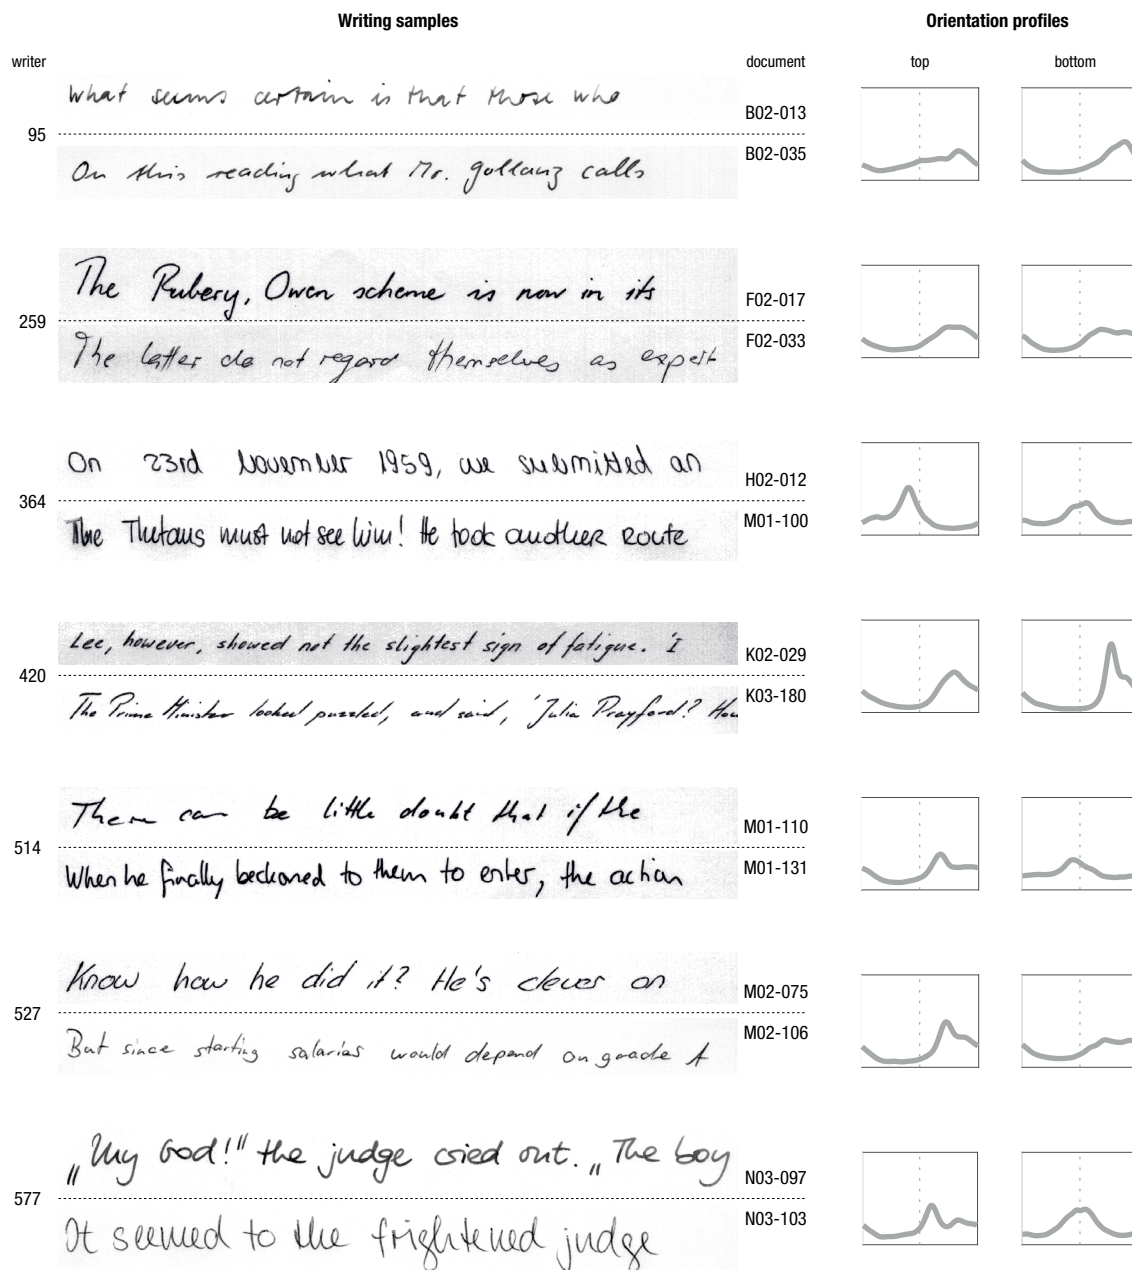 Writing samples Orientation profiles
writer document top bottom
What seems certain is that those who
B02-013
95
B02-035
On this reading what Mr. Gollanz calls
The Rubery, Owen scheme is now in its
F02-017
259
F02-033
The latter do not regard themselves as expert
On 23rd November 1959, we submitted an
H02-012
364
M01-100
The Thetans must not see him! He took another Route
Lee, however, showed not the slightest sign of fatigue. 'I
K02-029
420
K03-180
The Prime Minister looked puzzled, and said, 'Julia Prayford? How
There can be little doubt that if the
M01-110
514
M01-131
When he finally beckoned to them to enter, the action
Know how he did it? He's clever on
M02-075
527
M02-106
But since starting salaries would depend on grade A
„My God!" the judge cried out. „The boy
N03-097
577
N03-103
It seemed to the frightened judge